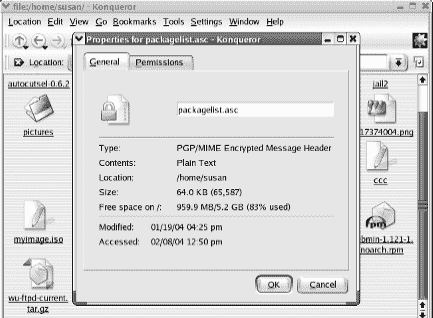 file:/home/susan/ - Konqueror
Location Edit View Go Bookmarks Tools Settings Window Help
Properties for packagelist.asc - Konqueror
Location:
General Permissions
autocutsel-0.6.2
jail2
packagelist.asc
pictures
17374004.png
Type: PGP/MIME Encrypted Message Header
Contents: Plain Text
Location: /home/susan
ccc
Size: 64.0 KB (65,587)
Free space on /: 959.9 MB/5.2 GB (83% used)
Modified: 01/19/04 04:25 pm
myimage.iso
bmin-1.121-1.
Accessed: 02/08/04 12:50 pm
noarch.rpm
rpm
OK Cancel
wu-ftpd-current.
tar.gz